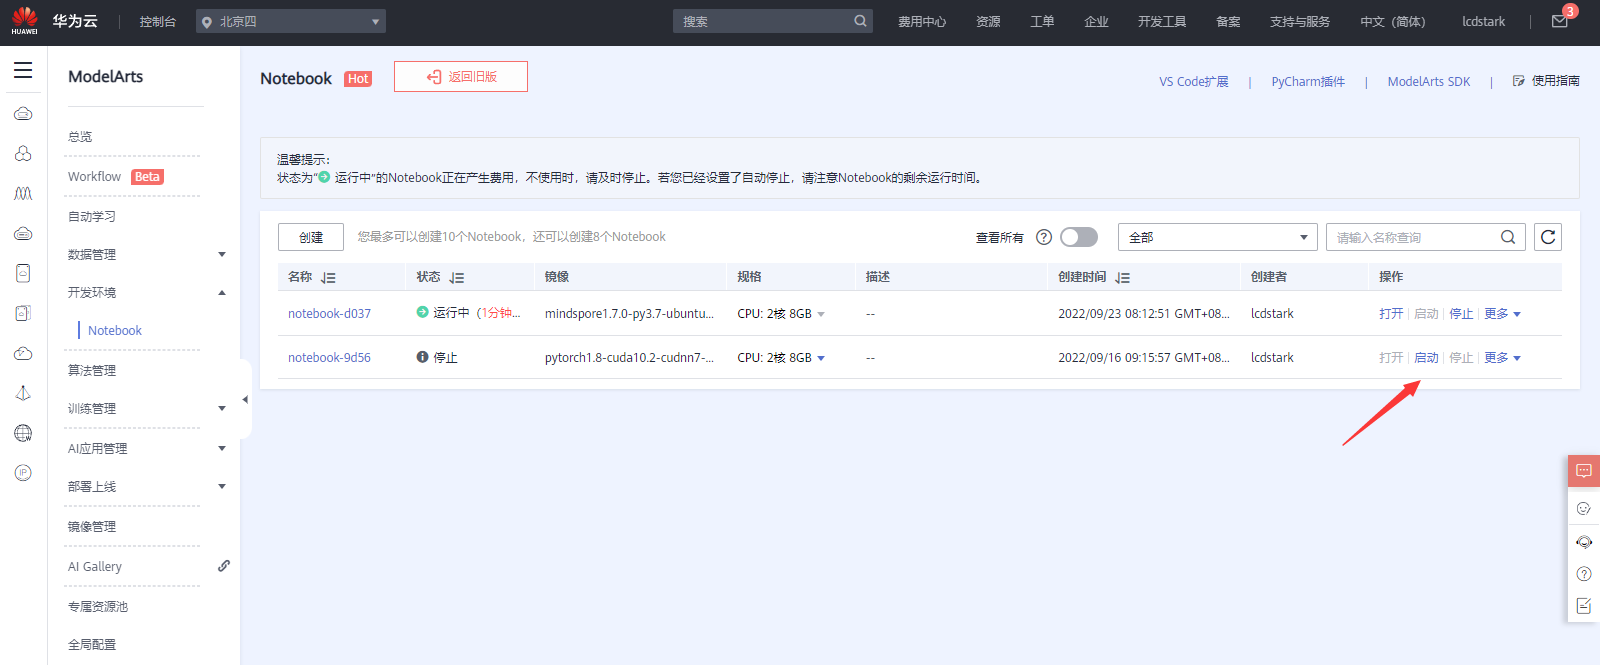 HUAWEI 华为云 控制台 北京四 搜索 费用中心 资源 工单 企业 开发工具 备案 支持与服务 中文（简体） lcdstark 3
ModelArts
总览
Workflow Beta
自动学习
数据管理
开发环境
Notebook
算法管理
训练管理
AI应用管理
部署上线
镜像管理
AI Gallery
专属资源池
全局配置
IP
Notebook Hot 返回旧版 VS Code扩展 | PyCharm插件 | ModelArts SDK | 使用指南
温馨提示：
状态为“ 运行中”的Notebook正在产生费用，不使用时，请及时停止。若您已经设置了自动停止，请注意Notebook的剩余运行时间。
创建 您最多可以创建10个Notebook，还可以创建8个Notebook 查看所有 ? 全部 请输入名称查询
名称 状态 镜像 规格 描述 创建时间 创建者 操作
notebook-d037 运行中（1分钟... mindspore1.7.0-py3.7-ubuntu... CPU: 2核 8GB -- 2022/09/23 08:12:51 GMT+08... lcdstark 打开 | 启动 | 停止 | 更多
notebook-9d56 停止 pytorch1.8-cuda10.2-cudnn7-... CPU: 2核 8GB -- 2022/09/16 09:15:57 GMT+08... lcdstark 打开 | 启动 | 停止 | 更多